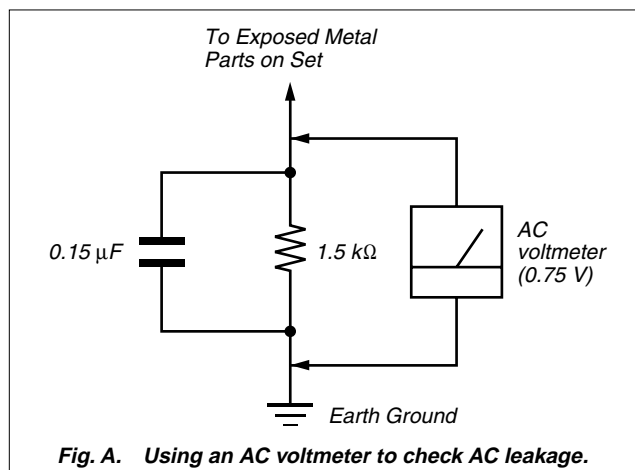 To Exposed Metal
Parts on Set
0.15 µF
1.5 kΩ
AC
voltmeter
(0.75 V)
Earth Ground
Fig. A. Using an AC voltmeter to check AC leakage.